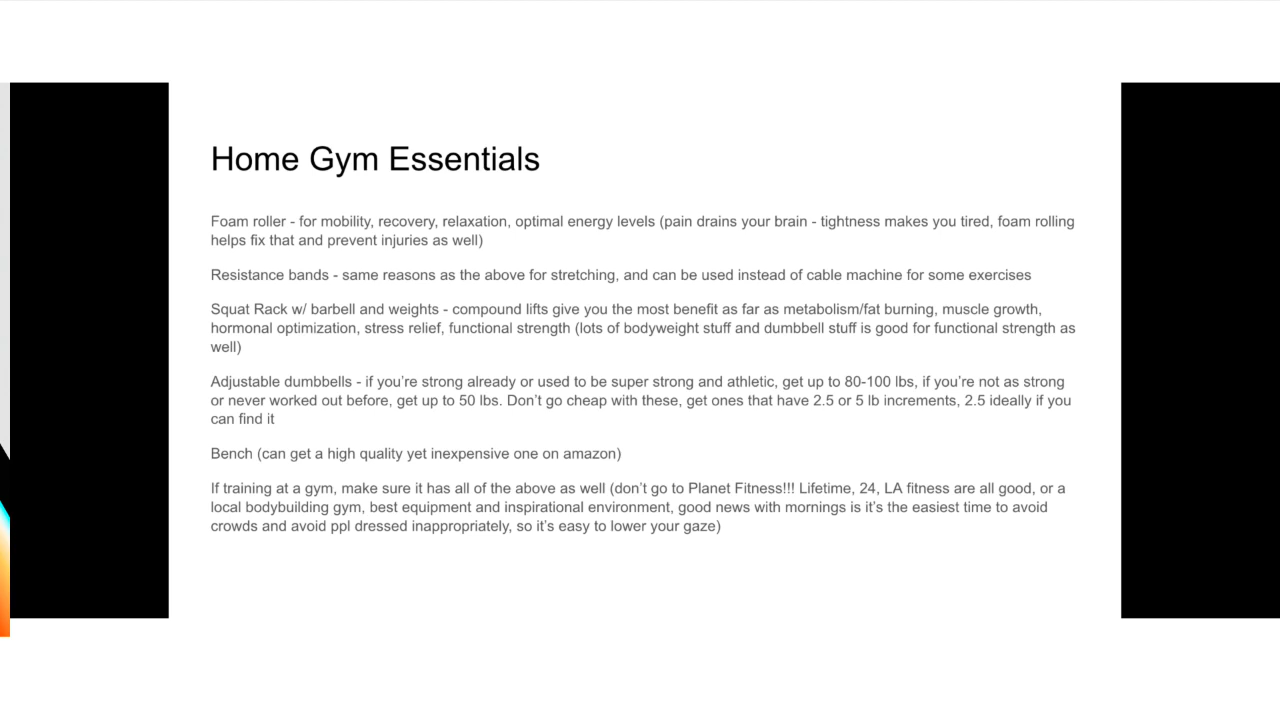 Home Gym Essentials
Foam roller - for mobility, recovery, relaxation, optimal energy levels (pain drains your brain - tightness makes you tired, foam rolling
helps fix that and prevent injuries as well)
Resistance bands - same reasons as the above for stretching, and can be used instead of cable machine for some exercises
Squat Rack w/ barbell and weights - compound lifts give you the most benefit as far as metabolism/fat burning, muscle growth,
hormonal optimization, stress relief, functional strength (lots of bodyweight stuff and dumbbell stuff is good for functional strength as
well)
Adjustable dumbbells - if you’re strong already or used to be super strong and athletic, get up to 80-100 lbs, if you’re not as strong
or never worked out before, get up to 50 lbs. Don’t go cheap with these, get ones that have 2.5 or 5 lb increments, 2.5 ideally if you
can find it
Bench (can get a high quality yet inexpensive one on amazon)
If training at a gym, make sure it has all of the above as well (don’t go to Planet Fitness!!! Lifetime, 24, LA fitness are all good, or a
local bodybuilding gym, best equipment and inspirational environment, good news with mornings is it’s the easiest time to avoid
crowds and avoid ppl dressed inappropriately, so it’s easy to lower your gaze)